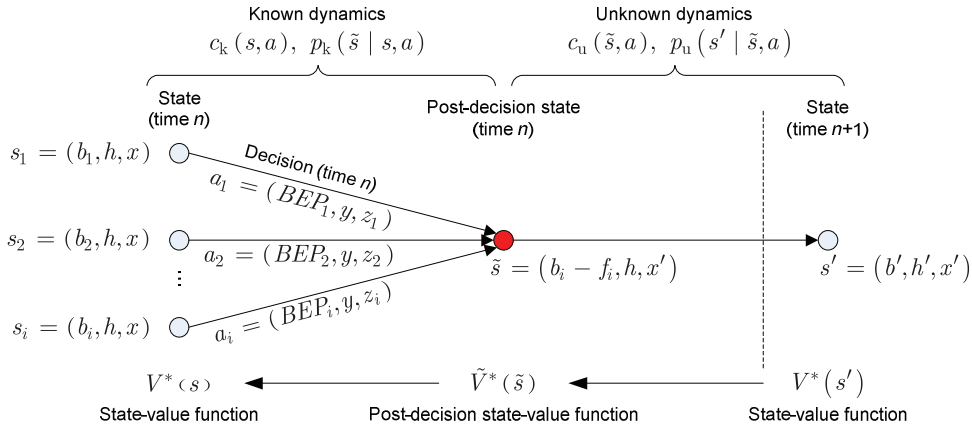 Known dynamics
c_k(s,a), p_k(s̃ | s,a)
Unknown dynamics
c_u(s̃,a), p_u(s′ | s̃,a)
State
(time n)
Post-decision state
(time n)
State
(time n+1)
s_1 = (b_1,h,x)
Decision (time n)
a_1 = (BEP_1,y,z_1)
s_2 = (b_2,h,x)
a_2 = (BEP_2,y,z_2)
s̃ = (b_i − f_i,h,x′)
s′ = (b′,h′,x′)
⋮
s_i = (b_i,h,x)
a_i = (BEP_i,y,z_i)
V*(s)
Ṽ*(s̃)
V*(s′)
State-value function
Post-decision state-value function
State-value function